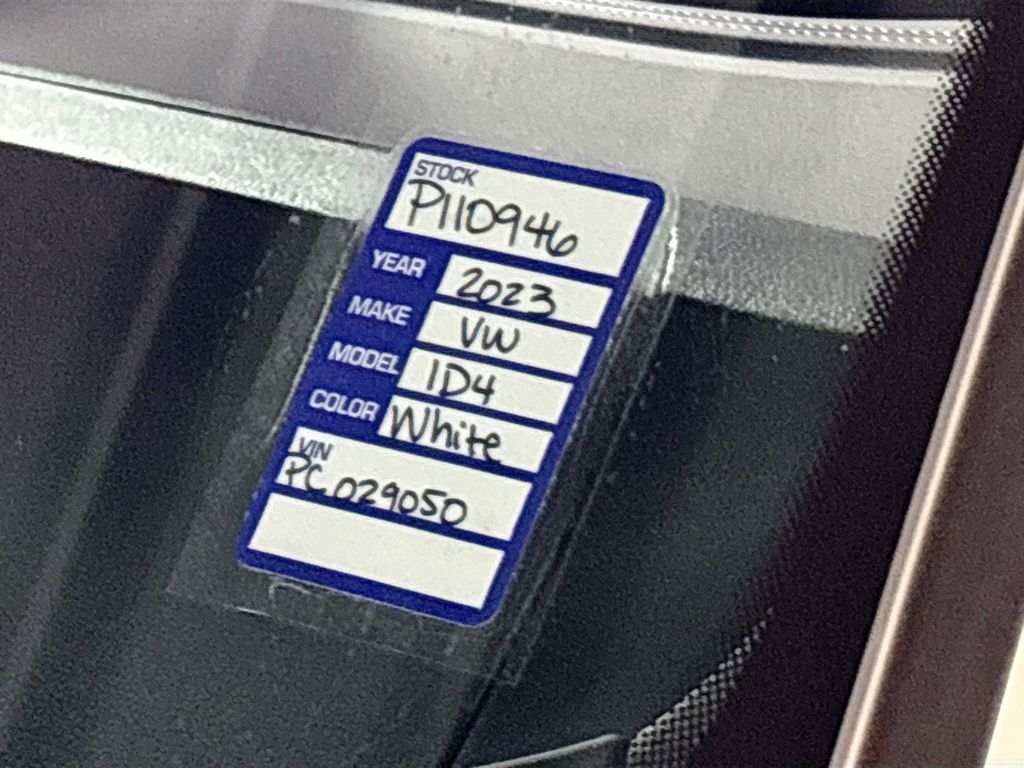 STOCK
P110946
YEAR 2023
MAKE VW
MODEL ID4
COLOR White
VIN
PC029050